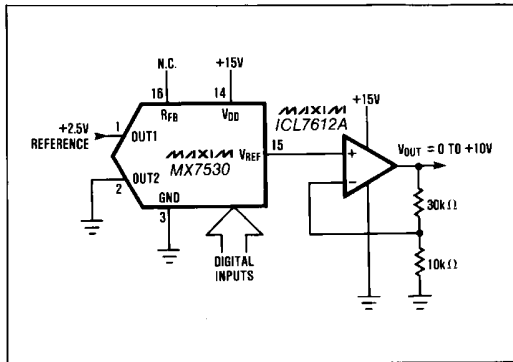 N.C.
+15V
16
14
MAXIM
ICL7612A
+15V
+2.5V
REFERENCE
1
OUT1
RFB
VDD
MAXIM
MX7530
VREF
15
+
−
VOUT = 0 TO +10V
2
OUT2
GND
3
30kΩ
DIGITAL
INPUTS
10kΩ